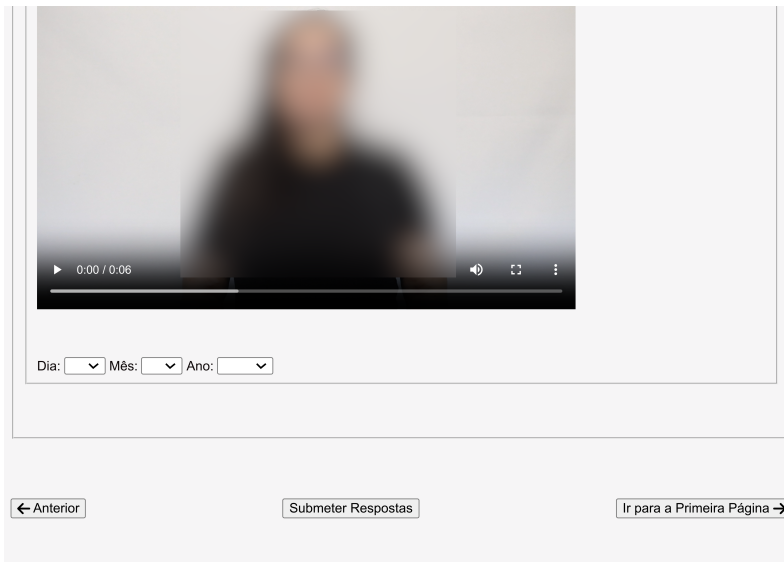 0:00 / 0:06
Dia: Mês: Ano:
← Anterior Submeter Respostas Ir para a Primeira Página →